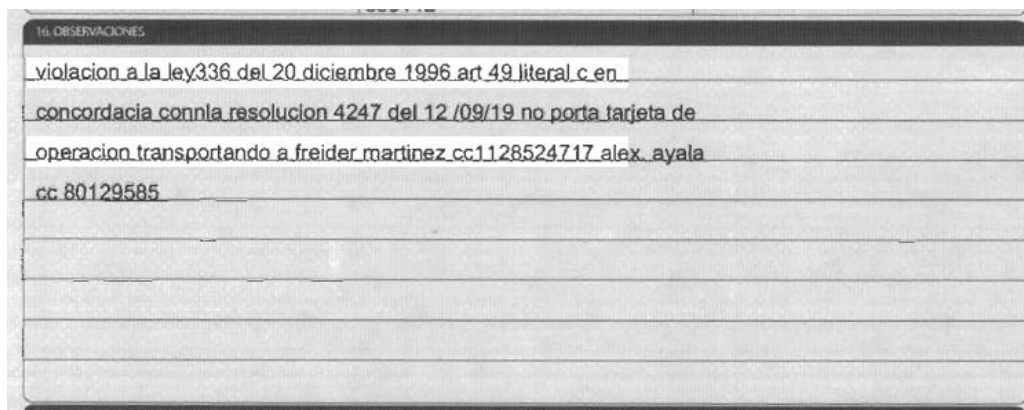 16. OBSERVACIONES
violacion a la ley336 del 20 diciembre 1996 art 49 literal c en
concordacia connla resolucion 4247 del 12 /09/19 no porta tarjeta de
operacion transportando a freider martinez cc1128524717 alex. ayala
cc 80129585